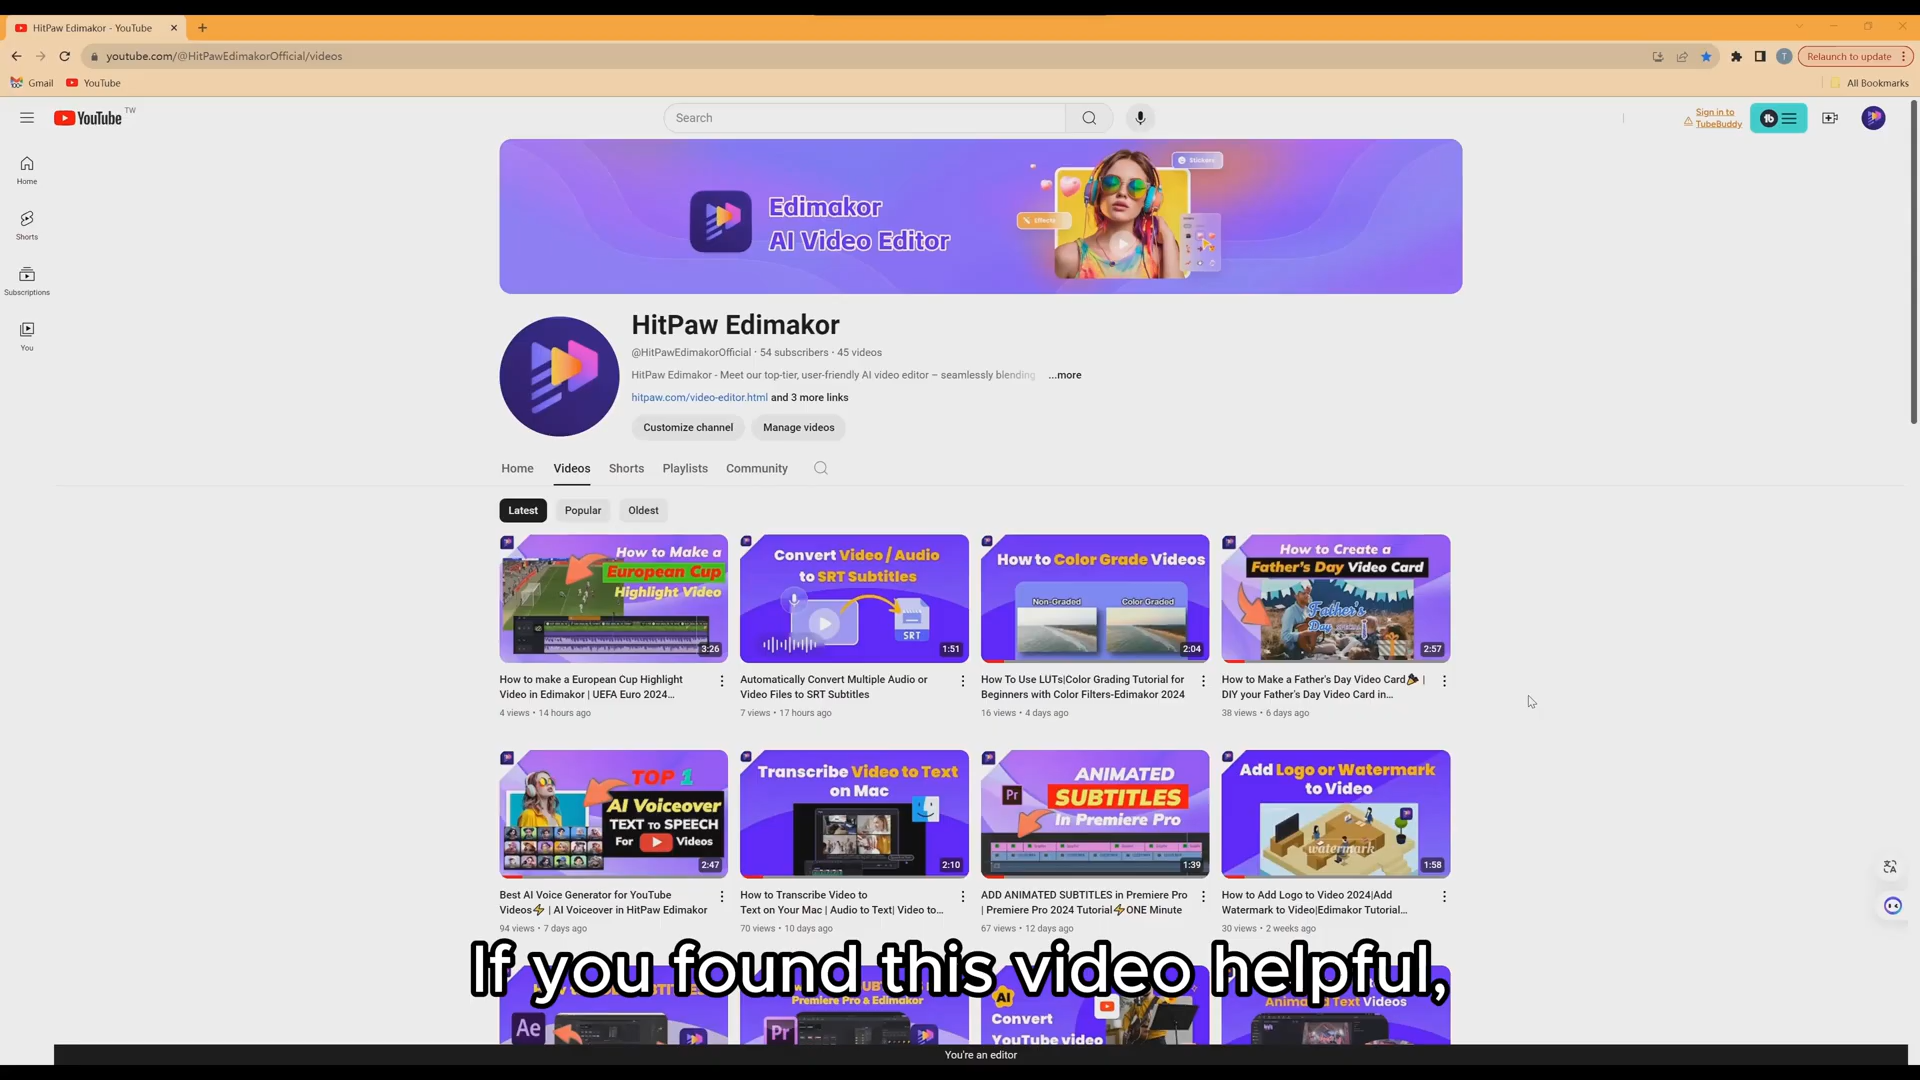 HitPaw Edimakor - YouTube
youtube.com/@HitPawEdimakorOfficial/videos
Relaunch to update
Gmail
YouTube
All Bookmarks
YouTube TW
Search
Sign in to
TubeBuddy
Home
Shorts
Subscriptions
You
Edimakor
AI Video Editor
Stickers
Effects
HitPaw Edimakor
@HitPawEdimakorOfficial · 54 subscribers · 45 videos
HitPaw Edimakor - Meet our top-tier, user-friendly AI video editor – seamlessly blending ...more
hitpaw.com/video-editor.html and 3 more links
Customize channel
Manage videos
Home
Videos
Shorts
Playlists
Community
Latest
Popular
Oldest
How to Make a
European Cup
Highlight Video
3:26
Convert Video / Audio
to SRT Subtitles
SRT
1:51
How to Color Grade Videos
Non-Graded
Color Graded
2:04
How to Create a
Father's Day Video Card
Father's
Day
2:57
How to make a European Cup Highlight
Video in Edimakor | UEFA Euro 2024...
4 views • 14 hours ago
Automatically Convert Multiple Audio or
Video Files to SRT Subtitles
7 views • 17 hours ago
How To Use LUTs|Color Grading Tutorial for
Beginners with Color Filters-Edimakor 2024
16 views • 4 days ago
How to Make a Father's Day Video Card🎉 |
DIY your Father's Day Video Card in...
38 views • 6 days ago
TOP 1
AI Voiceover
TEXT to SPEECH
For Videos
2:47
Transcribe Video to Text
on Mac
2:10
ANIMATED
Pr SUBTITLES
In Premiere Pro
1:39
Add Logo or Watermark
to Video
watermark
1:58
Best AI Voice Generator for YouTube
Videos⚡ | AI Voiceover in HitPaw Edimakor
94 views • 7 days ago
How to Transcribe Video to
Text on Your Mac | Audio to Text| Video to...
70 views • 10 days ago
ADD ANIMATED SUBTITLES in Premiere Pro
| Premiere Pro 2024 Tutorial⚡ONE Minute
67 views • 12 days ago
How to Add Logo to Video 2024|Add
Watermark to Video|Edimakor Tutorial...
30 views • 2 weeks ago
If you found this video helpful,
Ae
Premiere Pro & Edimakor
Pr
AI
Convert
YouTube video
Animated Text Videos
You're an editor